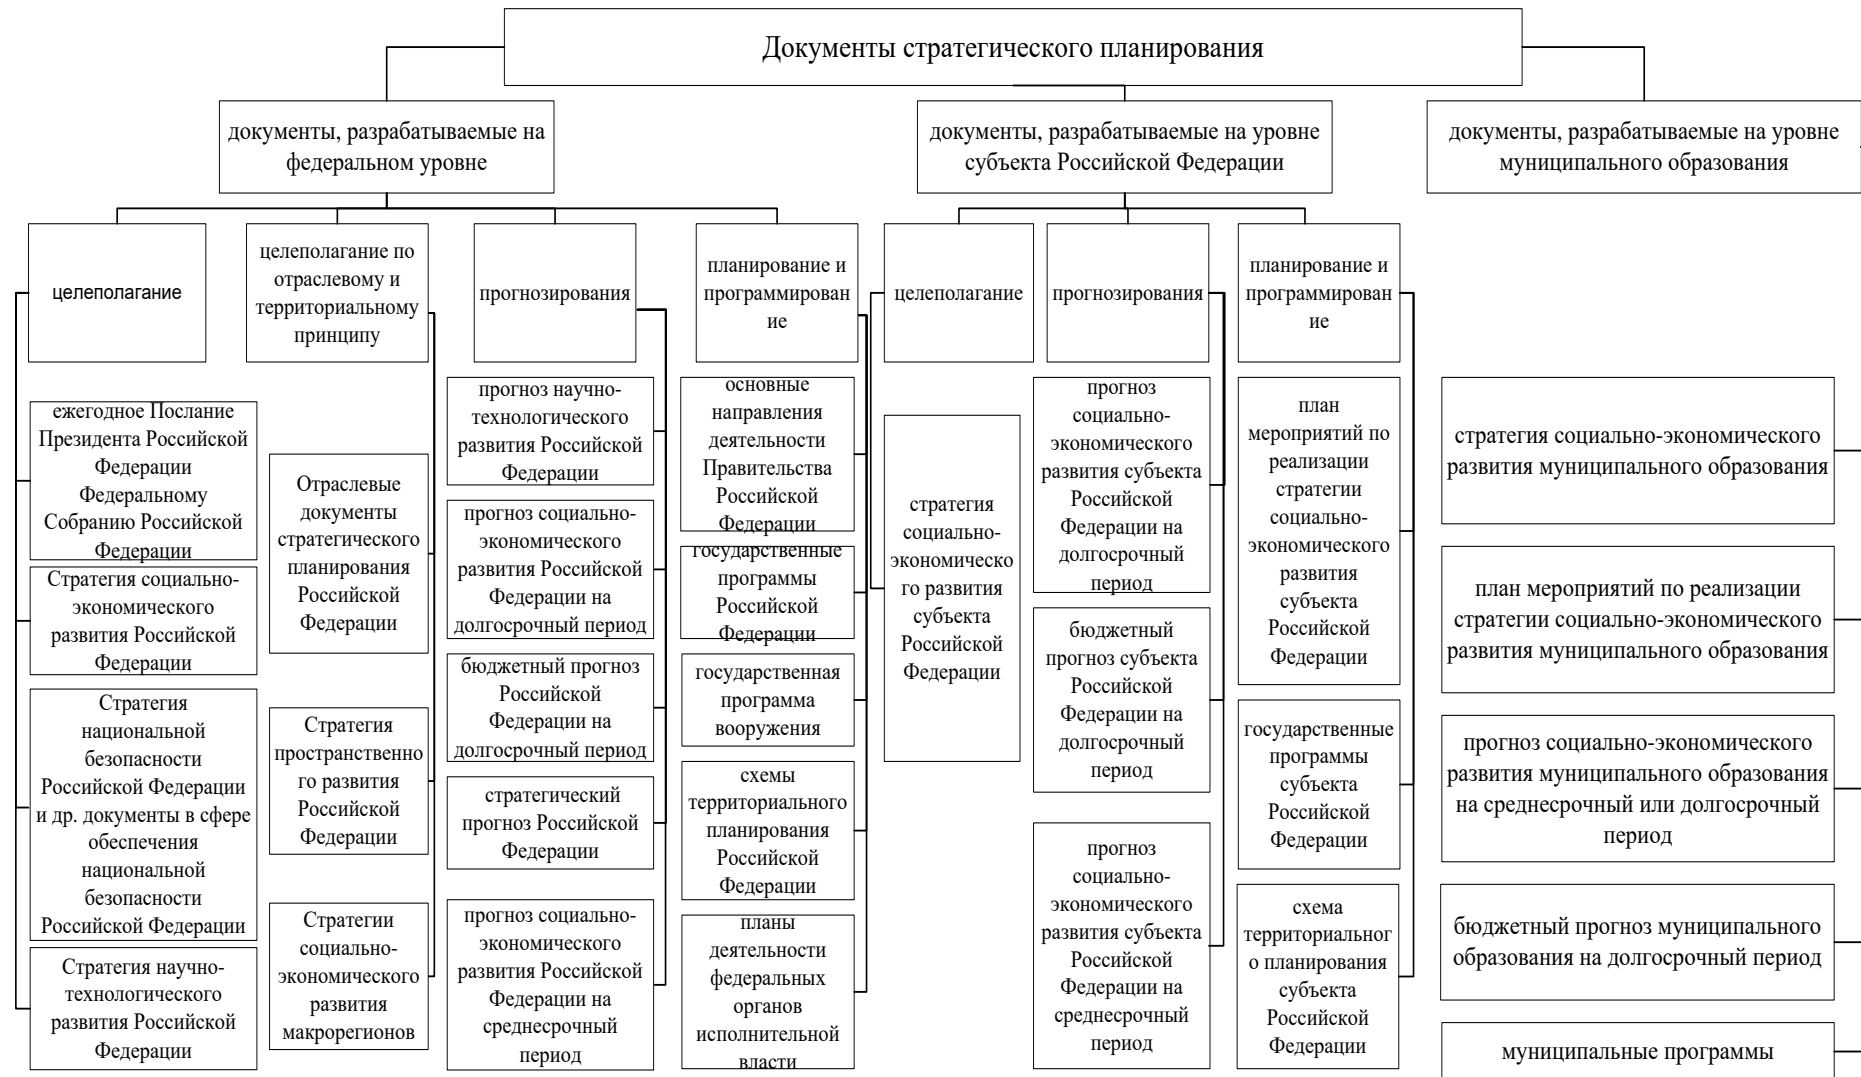 Документы стратегического планирования
документы, разрабатываемые на
федеральном уровне
документы, разрабатываемые на уровне
субъекта Российской Федерации
документы, разрабатываемые на уровне
муниципального образования
целеполагание
целеполагание по
отраслевому и
территориальному
принципу
прогнозирования
планирование и
программирован
ие
целеполагание
прогнозирования
планирование и
программирован
ие
ежегодное Послание
Президента Российской
Федерации
Федеральному
Собранию Российской
Федерации
Стратегия социально-
экономического
развития Российской
Федерации
Стратегия
национальной
безопасности
Российской Федерации
и др. документы в сфере
обеспечения
национальной
безопасности
Российской Федерации
Стратегия научно-
технологического
развития Российской
Федерации
Отраслевые
документы
стратегического
планирования
Российской
Федерации
Стратегия
пространственно
го развития
Российской
Федерации
Стратегии
социально-
экономического
развития
макрорегионов
прогноз научно-
технологического
развития Российской
Федерации
прогноз социально-
экономического
развития Российской
Федерации на
долгосрочный период
бюджетный прогноз
Российской
Федерации на
долгосрочный период
стратегический
прогноз Российской
Федерации
прогноз социально-
экономического
развития Российской
Федерации на
среднесрочный
период
основные
направления
деятельности
Правительства
Российской
Федерации
государственные
программы
Российской
Федерации
государственная
программа
вооружения
схемы
территориального
планирования
Российской
Федерации
планы
деятельности
федеральных
органов
исполнительной
власти
стратегия
социально-
экономическо
го развития
субъекта
Российской
Федерации
прогноз
социально-
экономического
развития субъекта
Российской
Федерации на
долгосрочный
период
бюджетный
прогноз субъекта
Российской
Федерации на
долгосрочный
период
прогноз
социально-
экономического
развития субъекта
Российской
Федерации на
среднесрочный
период
план
мероприятий по
реализации
стратегии
социально-
экономического
развития
субъекта
Российской
Федерации
государственные
программы
субъекта
Российской
Федерации
схема
территориальног
о планирования
субъекта
Российской
Федерации
стратегия социально-экономического
развития муниципального образования
план мероприятий по реализации
стратегии социально-экономического
развития муниципального образования
прогноз социально-экономического
развития муниципального образования
на среднесрочный или долгосрочный
период
бюджетный прогноз муниципального
образования на долгосрочный период
муниципальные программы